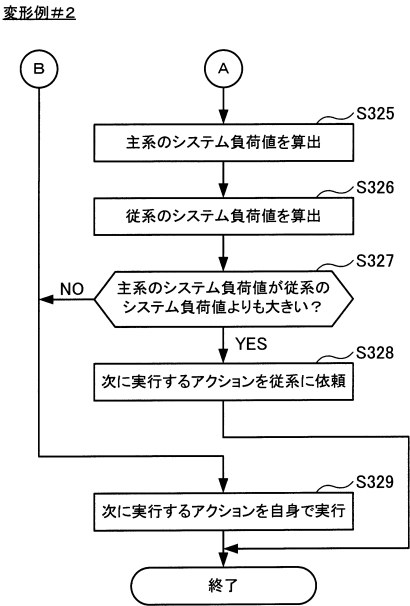 変形例#2
B
A
S325
主系のシステム負荷値を算出
S326
従系のシステム負荷値を算出
S327
主系のシステム負荷値が従系の
システム負荷値よりも大きい?
NO
YES
S328
次に実行するアクションを従系に依頼
S329
次に実行するアクションを自身で実行
終了